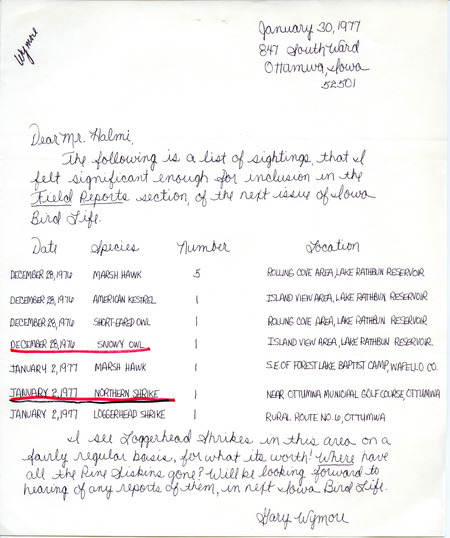 Wymore
January 30, 1977
847 South Ward
Ottumwa, Iowa
52501
Dear Mr. Halmi,
The following is a list of sightings, that I
felt significant enough for inclusion in the
Field Reports section, of the next issue of Iowa
Bird Life.
Date Species Number Location
DECEMBER 28, 1976 MARSH HAWK 5 ROLLING COVE AREA, LAKE RATHBUN RESERVOIR
DECEMBER 28, 1976 AMERICAN KESTREL 1 ISLAND VIEW AREA, LAKE RATHBUN RESERVOIR.
DECEMBER 28, 1976 SHORT-EARED OWL 1 ROLLING COVE AREA, LAKE RATHBUN RESERVOIR.
DECEMBER 28, 1976 SNOWY OWL 1 ISLAND VIEW AREA, LAKE RATHBUN RESERVOIR.
JANUARY 2, 1977 MARSH HAWK 1 S.E. OF FOREST LAKE BAPTIST CAMP, WAPELLO CO.
JANUARY 2, 1977 NORTHERN SHRIKE 1 NEAR OTTUMWA MUNICIPAL GOLF COURSE, OTTUMWA
JANUARY 2, 1977 LOGGERHEAD SHRIKE 1 RURAL ROUTE NO. 6, OTTUMWA
I see Loggerhead Shrikes in this area on a
fairly regular basis, for what its worth! Where have
all the Pine Siskins gone? Will be looking forward to
hearing of any reports of them, in next Iowa Bird Life.
Gary Wymore